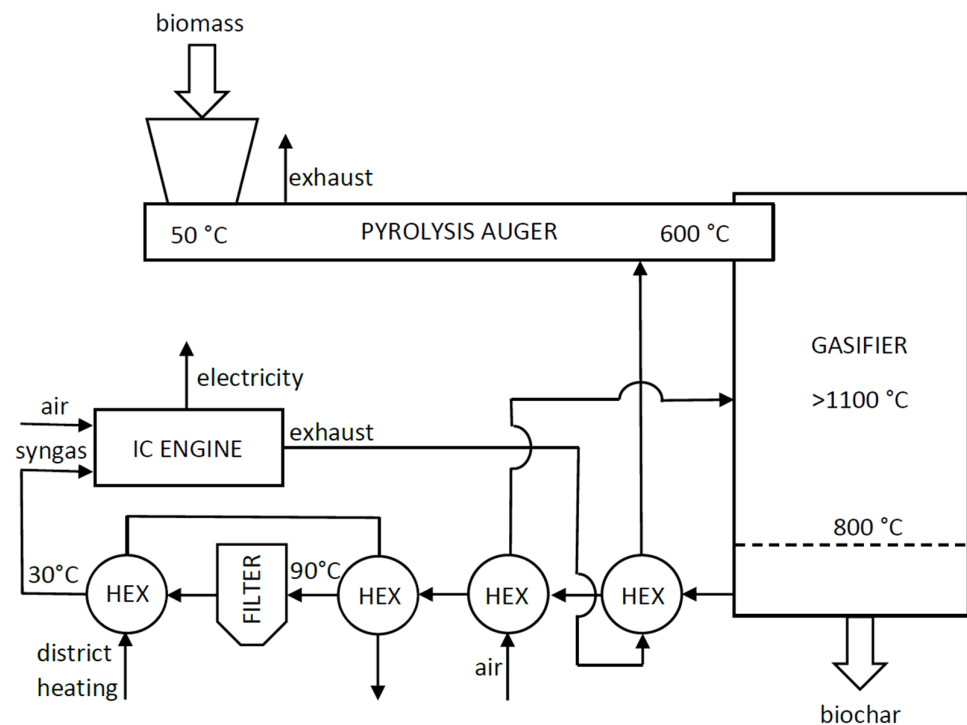 biomass
exhaust
50 °C
PYROLYSIS AUGER
600 °C
GASIFIER
>1100 °C
800 °C
electricity
air
syngas
IC ENGINE
exhaust
30°C
HEX
FILTER
90°C
HEX
HEX
HEX
district
heating
air
biochar